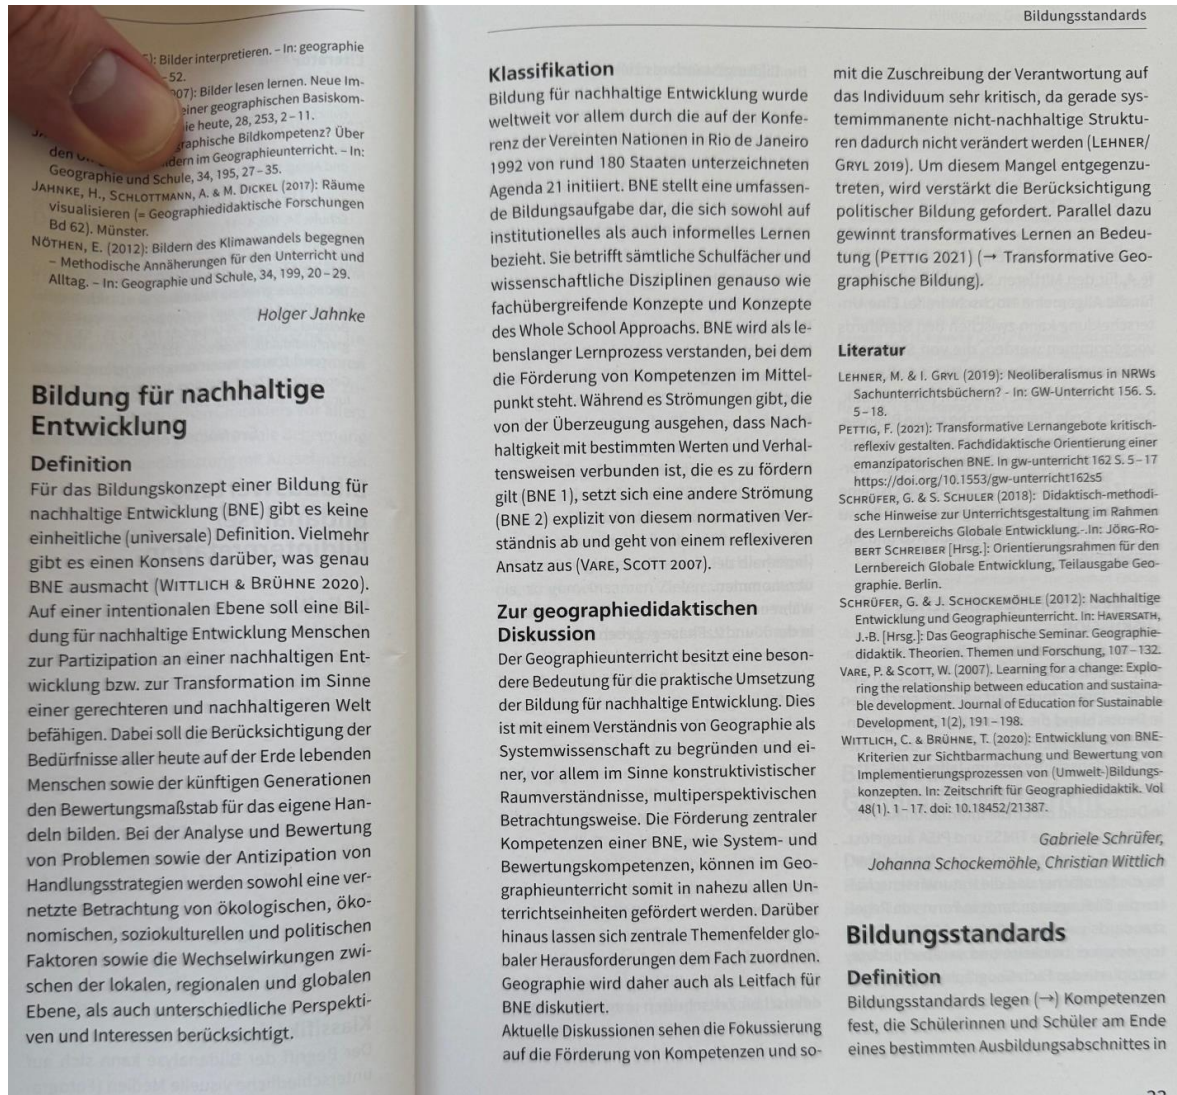 ): Bilder interpretieren. – In: geographie
52.
07): Bilder lesen lernen. Neue Im-
einer geographischen Basiskom-
ie heute, 28, 253, 2–11.
raphische Bildkompetenz? Über
den dern im Geographieunterricht. – In:
Geographie und Schule, 34, 195, 27–35.
JAHNKE, H., SCHLOTTMANN, A. & M. DICKEL (2017): Räume
visualisieren (= Geographiedidaktische Forschungen
Bd 62). Münster.
NÖTHEN, E. (2012): Bildern des Klimawandels begegnen
– Methodische Annäherungen für den Unterricht und
Alltag. – In: Geographie und Schule, 34, 199, 20–29.
Holger Jahnke
Bildung für nachhaltige
Entwicklung
Definition
Für das Bildungskonzept einer Bildung für
nachhaltige Entwicklung (BNE) gibt es keine
einheitliche (universale) Definition. Vielmehr
gibt es einen Konsens darüber, was genau
BNE ausmacht (WITTLICH & BRÜHNE 2020).
Auf einer intentionalen Ebene soll eine Bil-
dung für nachhaltige Entwicklung Menschen
zur Partizipation an einer nachhaltigen Ent-
wicklung bzw. zur Transformation im Sinne
einer gerechteren und nachhaltigeren Welt
befähigen. Dabei soll die Berücksichtigung der
Bedürfnisse aller heute auf der Erde lebenden
Menschen sowie der künftigen Generationen
den Bewertungsmaßstab für das eigene Han-
deln bilden. Bei der Analyse und Bewertung
von Problemen sowie der Antizipation von
Handlungsstrategien werden sowohl eine ver-
netzte Betrachtung von ökologischen, öko-
nomischen, soziokulturellen und politischen
Faktoren sowie die Wechselwirkungen zwi-
schen der lokalen, regionalen und globalen
Ebene, als auch unterschiedliche Perspekti-
ven und Interessen berücksichtigt.
Bildungsstandards
Klassifikation
Bildung für nachhaltige Entwicklung wurde
weltweit vor allem durch die auf der Konfe-
renz der Vereinten Nationen in Rio de Janeiro
1992 von rund 180 Staaten unterzeichneten
Agenda 21 initiiert. BNE stellt eine umfassen-
de Bildungsaufgabe dar, die sich sowohl auf
institutionelles als auch informelles Lernen
bezieht. Sie betrifft sämtliche Schulfächer und
wissenschaftliche Disziplinen genauso wie
fachübergreifende Konzepte und Konzepte
des Whole School Approachs. BNE wird als le-
benslanger Lernprozess verstanden, bei dem
die Förderung von Kompetenzen im Mittel-
punkt steht. Während es Strömungen gibt, die
von der Überzeugung ausgehen, dass Nach-
haltigkeit mit bestimmten Werten und Verhal-
tensweisen verbunden ist, die es zu fördern
gilt (BNE 1), setzt sich eine andere Strömung
(BNE 2) explizit von diesem normativen Ver-
ständnis ab und geht von einem reflexiveren
Ansatz aus (VARE, SCOTT 2007).
Zur geographiedidaktischen
Diskussion
Der Geographieunterricht besitzt eine beson-
dere Bedeutung für die praktische Umsetzung
der Bildung für nachhaltige Entwicklung. Dies
ist mit einem Verständnis von Geographie als
Systemwissenschaft zu begründen und ei-
ner, vor allem im Sinne konstruktivistischer
Raumverständnisse, multiperspektivischen
Betrachtungsweise. Die Förderung zentraler
Kompetenzen einer BNE, wie System- und
Bewertungskompetenzen, können im Geo-
graphieunterricht somit in nahezu allen Un-
terrichtseinheiten gefördert werden. Darüber
hinaus lassen sich zentrale Themenfelder glo-
baler Herausforderungen dem Fach zuordnen.
Geographie wird daher auch als Leitfach für
BNE diskutiert.
Aktuelle Diskussionen sehen die Fokussierung
auf die Förderung von Kompetenzen und so-
mit die Zuschreibung der Verantwortung auf
das Individuum sehr kritisch, da gerade sys-
temimmanente nicht-nachhaltige Struktu-
ren dadurch nicht verändert werden (LEHNER/
GRYL 2019). Um diesem Mangel entgegenzu-
treten, wird verstärkt die Berücksichtigung
politischer Bildung gefordert. Parallel dazu
gewinnt transformatives Lernen an Bedeu-
tung (PETTIG 2021) (→ Transformative Geo-
graphische Bildung).
Literatur
LEHNER, M. & I. GRYL (2019): Neoliberalismus in NRWs
Sachunterrichtsbüchern? - In: GW-Unterricht 156. S.
5–18.
PETTIG, F. (2021): Transformative Lernangebote kritisch-
reflexiv gestalten. Fachdidaktische Orientierung einer
emanzipatorischen BNE. In gw-unterricht 162 S. 5–17
https://doi.org/10.1553/gw-unterricht162s5
SCHRÜFER, G. & S. SCHULER (2018): Didaktisch-methodi-
sche Hinweise zur Unterrichtsgestaltung im Rahmen
des Lernbereichs Globale Entwicklung.-.In: JÖRG-RO-
BERT SCHREIBER [Hrsg.]: Orientierungsrahmen für den
Lernbereich Globale Entwicklung, Teilausgabe Geo-
graphie. Berlin.
SCHRÜFER, G. & J. SCHOCKEMÖHLE (2012): Nachhaltige
Entwicklung und Geographieunterricht. In: HAVERSATH,
J.-B. [Hrsg.]: Das Geographische Seminar. Geographie-
didaktik. Theorien. Themen und Forschung, 107–132.
VARE, P. & SCOTT, W. (2007). Learning for a change: Explo-
ring the relationship between education and sustaina-
ble development. Journal of Education for Sustainable
Development, 1(2), 191–198.
WITTLICH, C. & BRÜHNE, T. (2020): Entwicklung von BNE-
Kriterien zur Sichtbarmachung und Bewertung von
Implementierungsprozessen von (Umwelt-)Bildungs-
konzepten. In: Zeitschrift für Geographiedidaktik. Vol
48(1). 1–17. doi: 10.18452/21387.
Gabriele Schrüfer,
Johanna Schockemöhle, Christian Wittlich
Bildungsstandards
Definition
Bildungsstandards legen (→) Kompetenzen
fest, die Schülerinnen und Schüler am Ende
eines bestimmten Ausbildungsabschnittes in